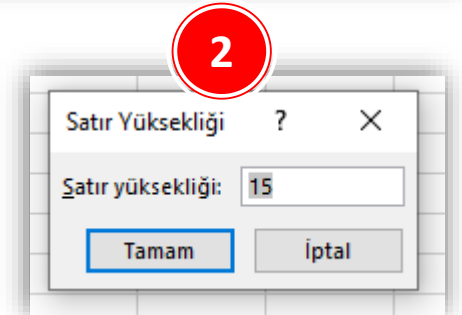 2
Satır Yüksekliği ? ×
Satır yüksekliği: 15
Tamam İptal